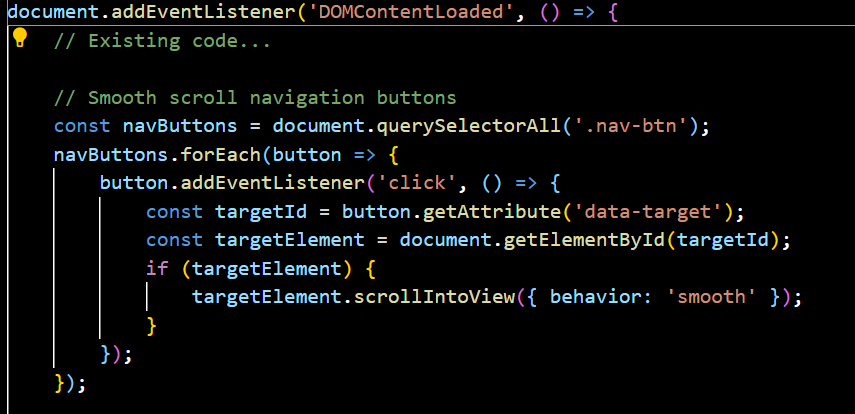 document.addEventListener('DOMContentLoaded', () => {
    // Existing code...

    // Smooth scroll navigation buttons
    const navButtons = document.querySelectorAll('.nav-btn');
    navButtons.forEach(button => {
        button.addEventListener('click', () => {
            const targetId = button.getAttribute('data-target');
            const targetElement = document.getElementById(targetId);
            if (targetElement) {
                targetElement.scrollIntoView({ behavior: 'smooth' });
            }
        });
    });